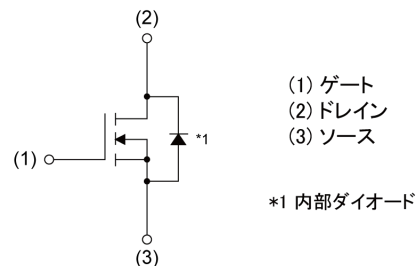 (2)
(1)
*1
(3)
(1) ゲート
(2) ドレイン
(3) ソース
*1 内部ダイオード